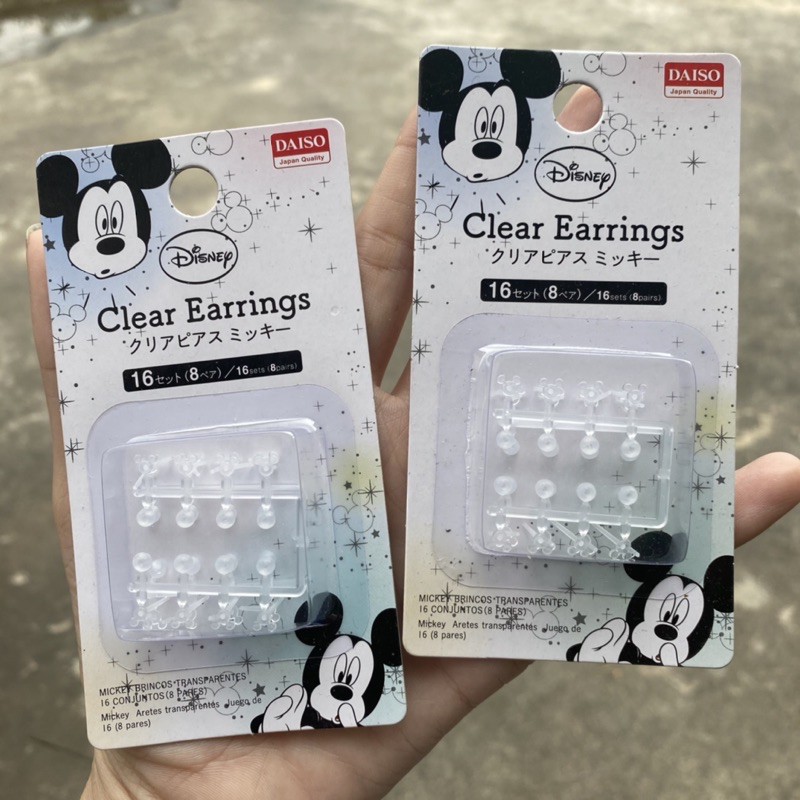 DAISO
Japan Quality
Disney
Clear Earrings
クリアピアス ミッキー
16セット(8ペア)/16sets(8pairs)
MICKEY BRINCOS TRANSPARENTES
16 CONJUNTOS (8 PARES)
Mickey Aretes transparentes Juego de
16 (8 pares)
DAISO
Japan Quality
Disney
Clear Earrings
クリアピアス ミッキー
16セット(8ペア)/16sets(8pairs)
MICKEY BRINCOS TRANSPARENTES
16 CONJUNTOS (8 PARES)
Mickey Aretes transparentes Juego de
16 (8 pares)